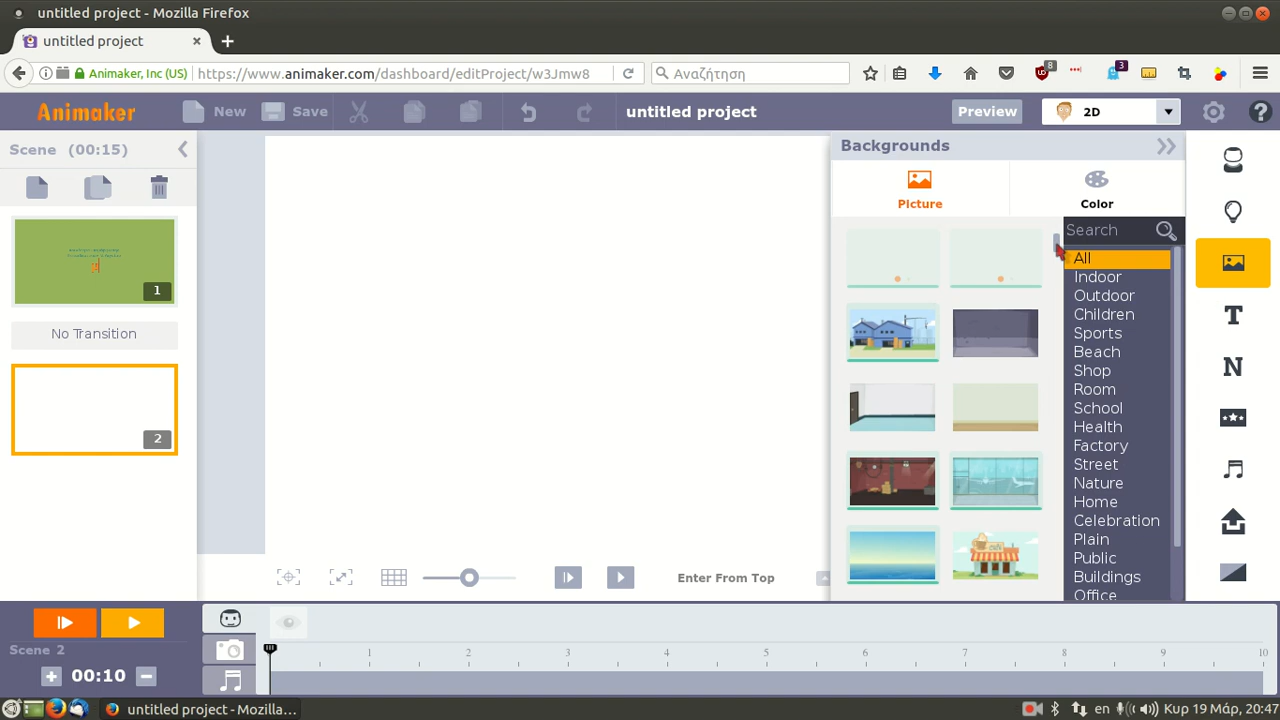 untitled project - Mozilla Firefox
untitled project
Animaker, Inc (US)
https://www.animaker.com/dashboard/editProject/w3Jmw8
Αναζήτηση
8
3
Animaker
New
Save
untitled project
Preview
2D
Scene (00:15)
1
No Transition
2
Backgrounds
Picture
Color
Search
All
Indoor
Outdoor
Children
Sports
Beach
Shop
Room
School
Health
Factory
Street
Nature
Home
Celebration
Plain
Public
Buildings
Office
T
N
Enter From Top
Scene 2
00:10
1 2 3 4 5 6 7 8 9 10
untitled project - Mozilla...
en
Κυρ 19 Μάρ, 20:47